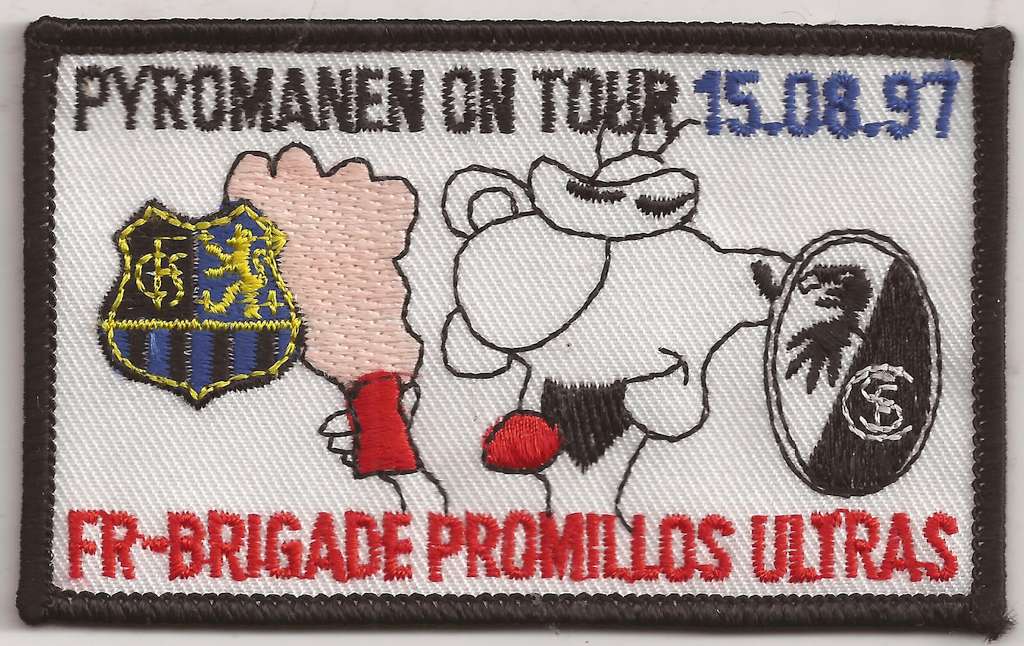 PYROMANEN ON TOUR 15.08.97
FR-BRIGADE PROMILLOS ULTRAS